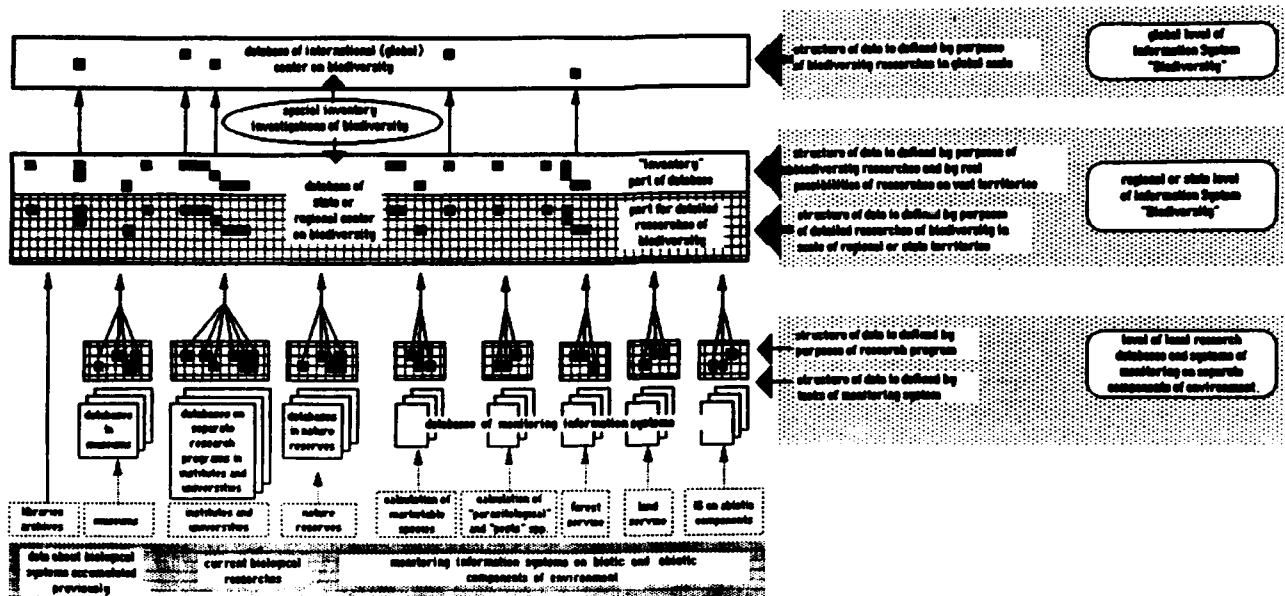 database of international (global)
center on biodiversity
structure of data is defined by purposes
of biodiversity researches in global scale
global level of
Information System
"Biodiversity"
special inventory
investigations of biodiversity
"inventory"
part of database
database of
state or
regional center
on biodiversity
part for detailed
researches of
biodiversity
structure of data is defined by purposes of
biodiversity researches and by real
possibilities of researches on vast territories
structure of data is defined by purposes
of detailed researches of biodiversity in
scale of regional or state territories
regional or state level
of Information System
"Biodiversity"
structure of data is defined by
purposes of research program
structure of data is defined by
tasks of monitoring system
level of local research
databases and systems of
monitoring on separate
components of environment
databases
in
museums
databases on
separate
research
programs in
institutes and
universities
databases
in nature
reserves
databases of monitoring information systems
libraries
archives
museums
institutes and
universities
nature
reserves
calculation of
marketable
species
calculation of
"parasitological"
and "pests" spp.
forest
service
land
service
IS on abiotic
components
data about biological
systems accumulated
previously
current biological
researches
monitoring information systems on biotic and abiotic
components of environment